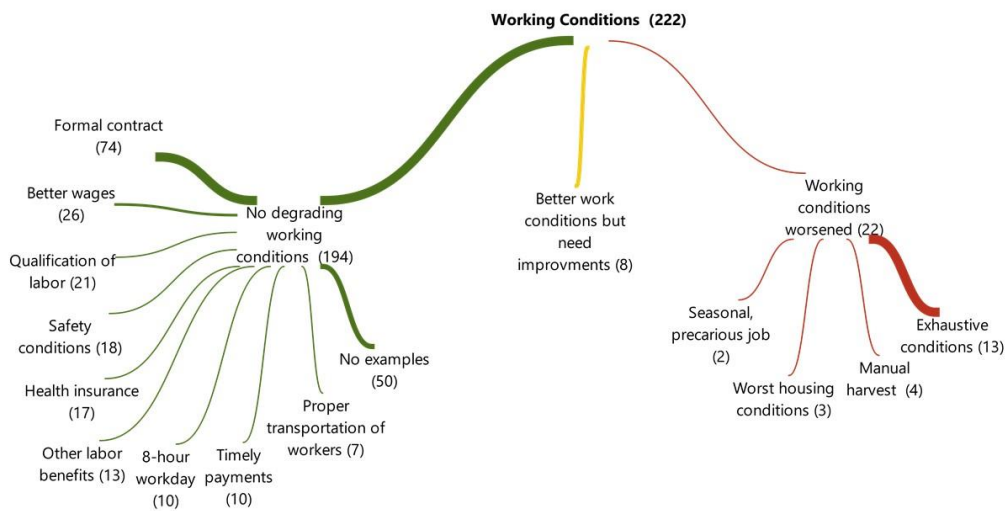 Working Conditions (222)
Formal contract
(74)
Better wages
(26)
Qualification of
labor (21)
Safety
conditions (18)
Health insurance
(17)
Other labor
benefits (13)
8-hour
workday
(10)
Timely
payments
(10)
Proper
transportation of
workers (7)
No examples
(50)
No degrading
working
conditions (194)
Better work
conditions but
need
improvments (8)
Working
conditions
worsened (22)
Seasonal,
precarious job
(2)
Worst housing
conditions (3)
Manual
harvest (4)
Exhaustive
conditions (13)